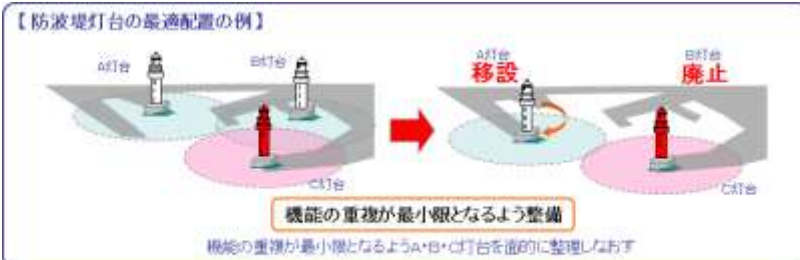 【防波堤灯台の最適配置の例】
A灯台
B灯台
C灯台
A灯台
移設
B灯台
廃止
C灯台
機能の重複が最小限となるよう整備
機能の重複が最小限となるようA・B・C灯台を面的に整理しなおす